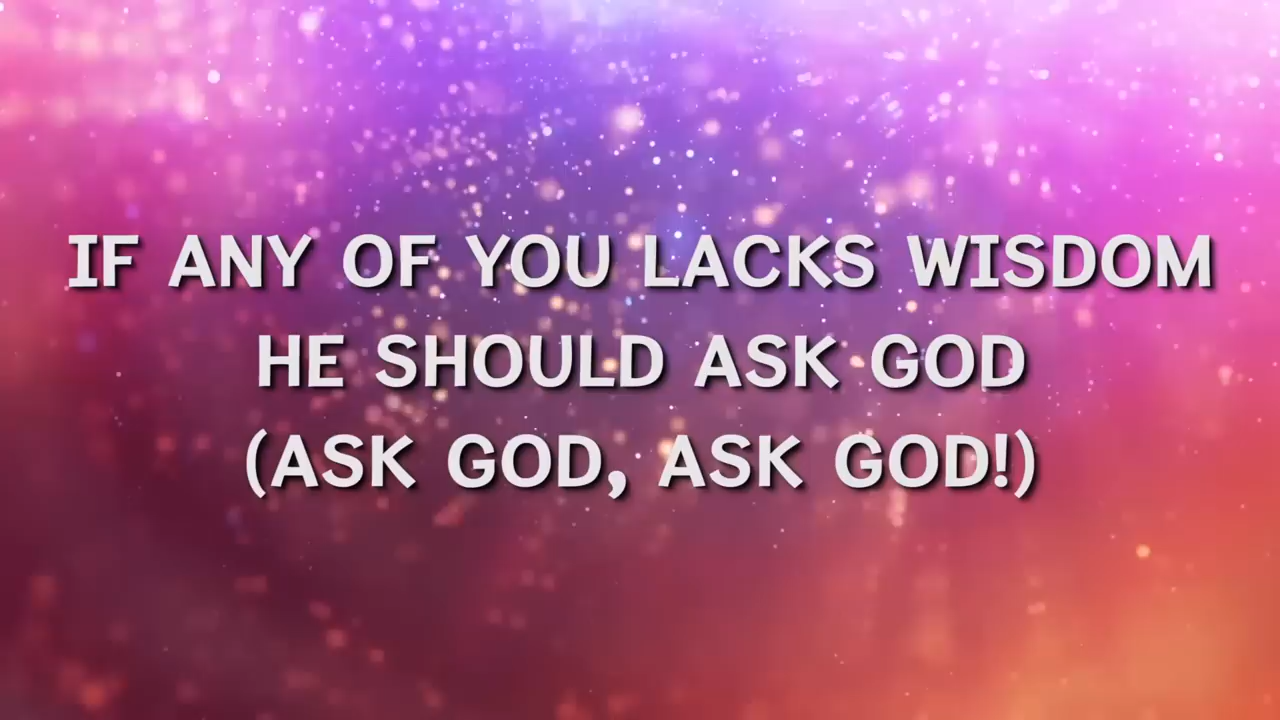 IF ANY OF YOU LACKS WISDOM
HE SHOULD ASK GOD
(ASK GOD, ASK GOD!)